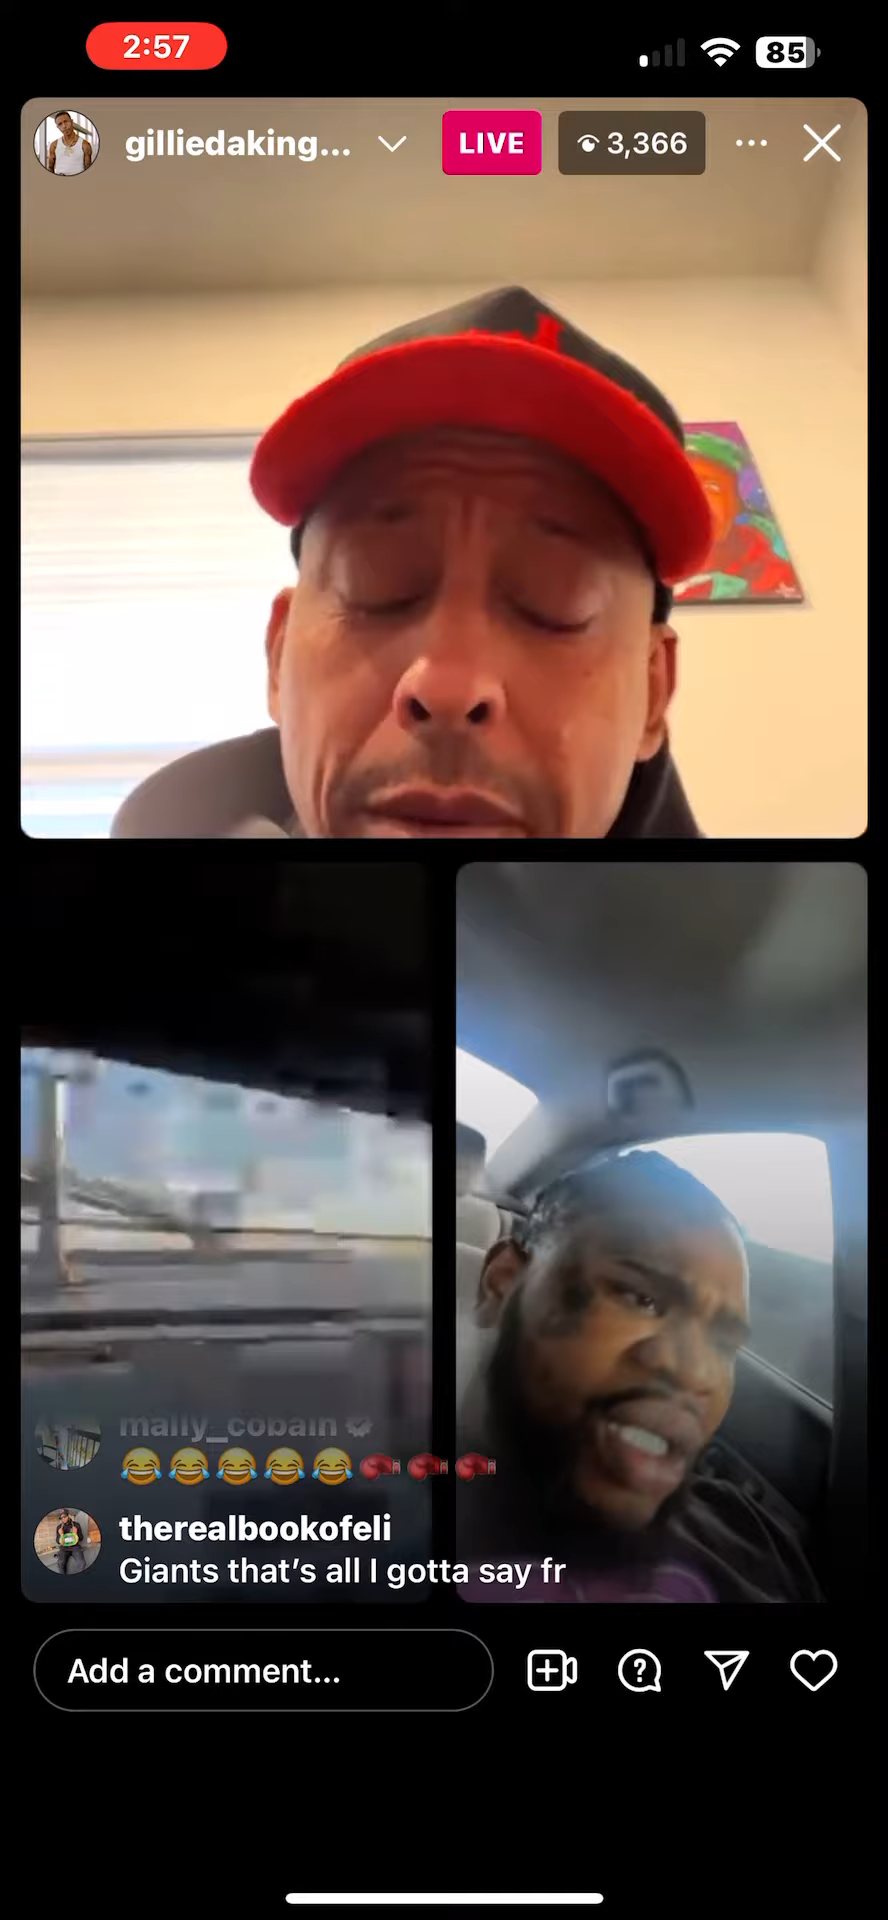 2:57
85
gilliedaking...
LIVE
3,366
mally_cobain
😂😂😂😂😂🥊🥊🥊
therealbookofeli
Giants that's all I gotta say fr
Add a comment...